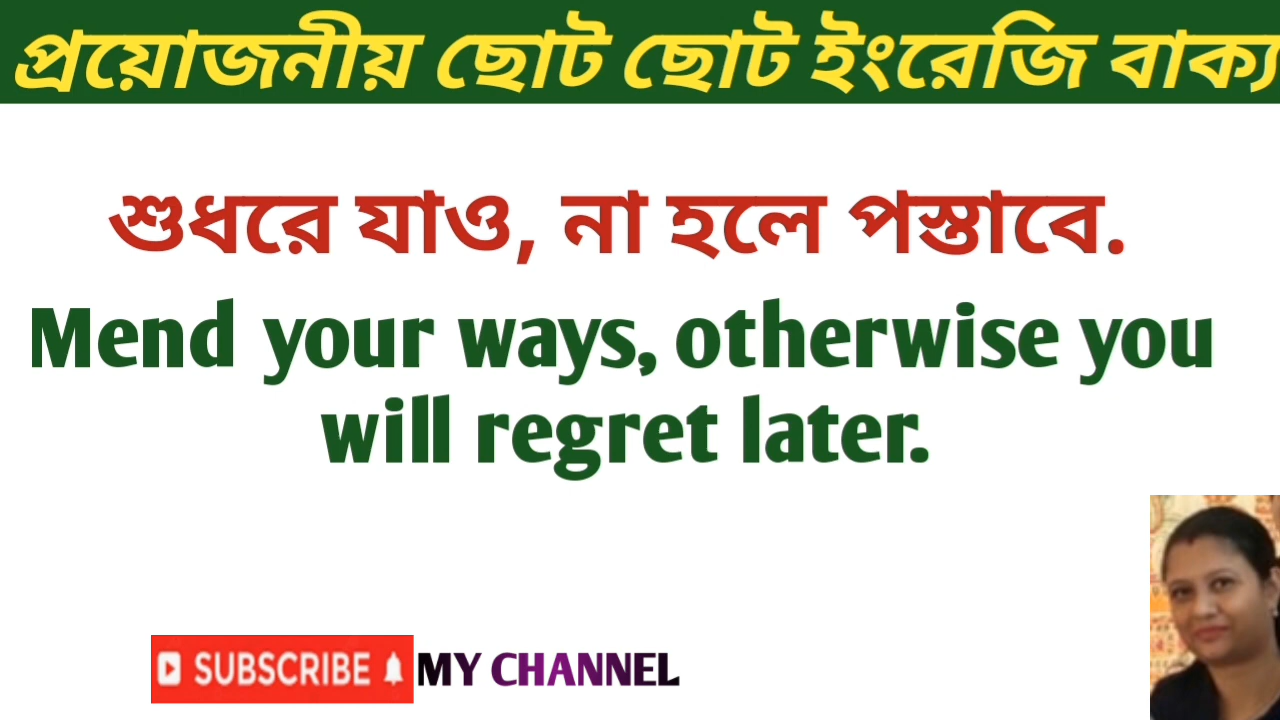 প্রয়োজনীয় ছোট ছোট ইংরেজি বাক্য
শুধরে যাও, না হলে পস্তাবে.
Mend your ways, otherwise you
will regret later.
SUBSCRIBE MY CHANNEL